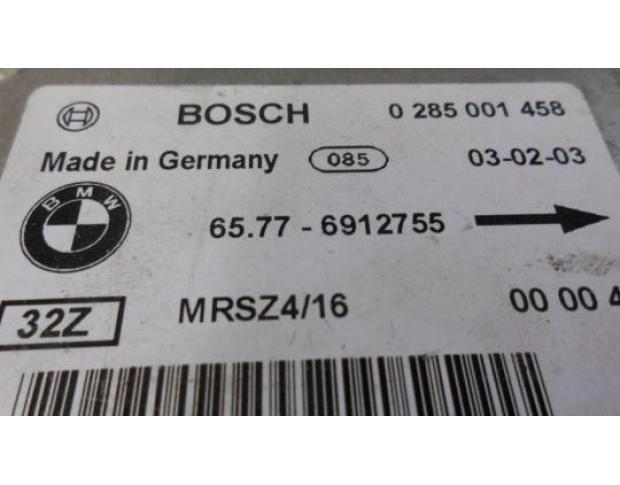 BOSCH 0 285 001 458
Made in Germany 085 03-02-03
BMW 65.77 - 6912755
32Z MRSZ4/16 00 00 4